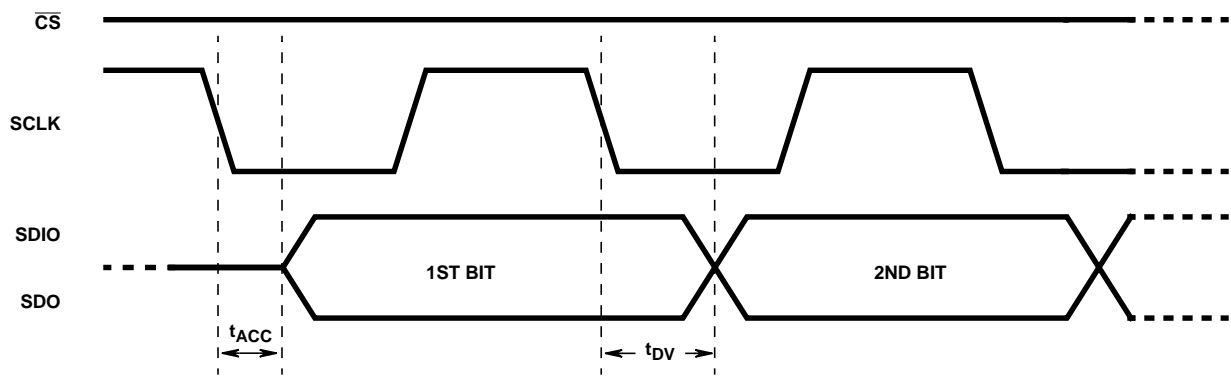 CS
SCLK
SDIO
1ST BIT
2ND BIT
SDO
tACC
tDV